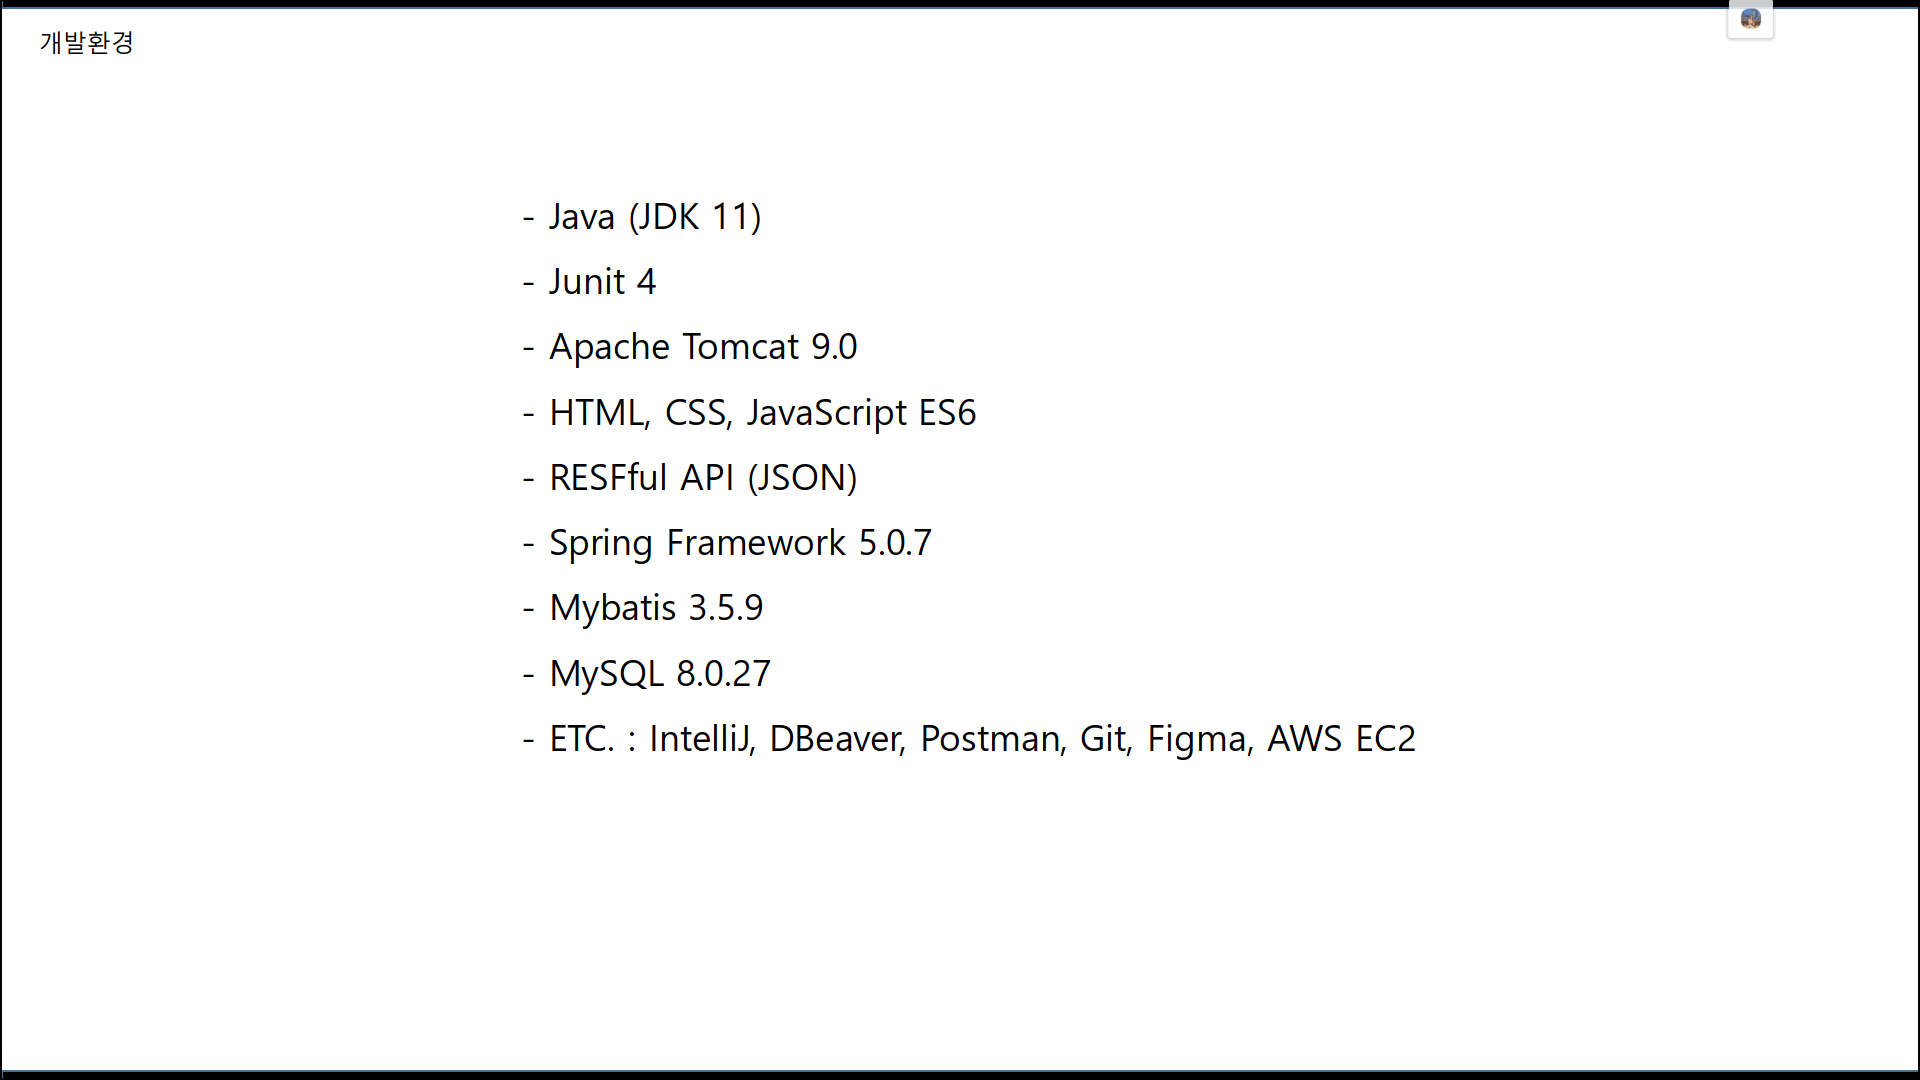 개발환경
- Java (JDK 11)
- Junit 4
- Apache Tomcat 9.0
- HTML, CSS, JavaScript ES6
- RESFful API (JSON)
- Spring Framework 5.0.7
- Mybatis 3.5.9
- MySQL 8.0.27
- ETC. : IntelliJ, DBeaver, Postman, Git, Figma, AWS EC2